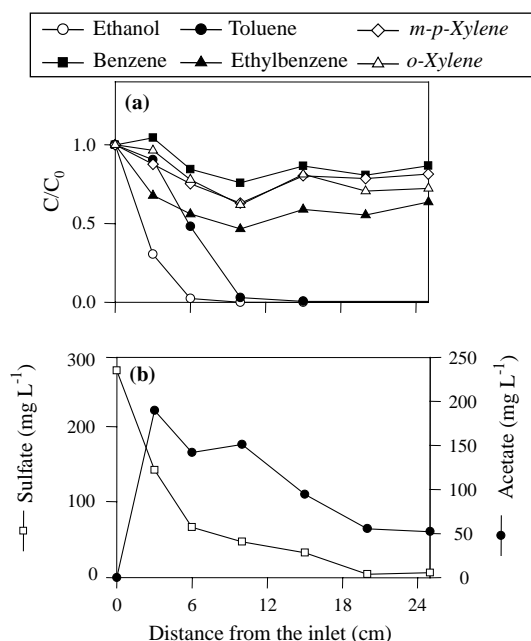 Ethanol Toluene m-p-Xylene
Benzene Ethylbenzene o-Xylene
(a)
C/C0
1.0
0.5
0.0
(b)
Sulfate (mg L-1)
300
200
100
0
250
200
150
100
50
0
Acetate (mg L-1)
0 6 12 18 24
Distance from the inlet (cm)